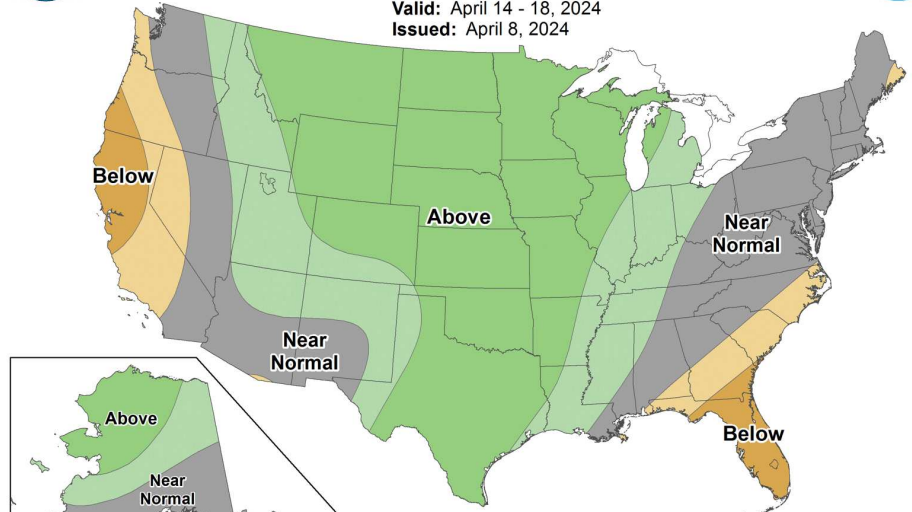 Valid: April 14 - 18, 2024
Issued: April 8, 2024
Below
Above
Near
Normal
Near
Normal
Below
Above
Near
Normal